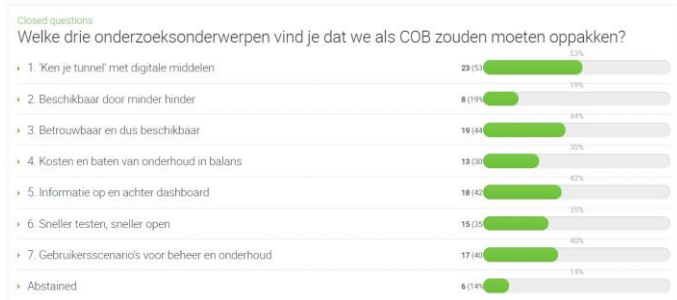 Closed questions
Welke drie onderzoeksonderwerpen vind je dat we als COB zouden moeten oppakken?
53%
1. 'Ken je tunnel' met digitale middelen 23 (53
19%
2. Beschikbaar door minder hinder 8 (19%
44%
3. Betrouwbaar en dus beschikbaar 19 (44
30%
4. Kosten en baten van onderhoud in balans 13 (30
42%
5. Informatie op en achter dashboard 18 (42
35%
6. Sneller testen, sneller open 15 (35
40%
7. Gebruikersscenario's voor beheer en onderhoud 17 (40
14%
Abstained 6 (14%